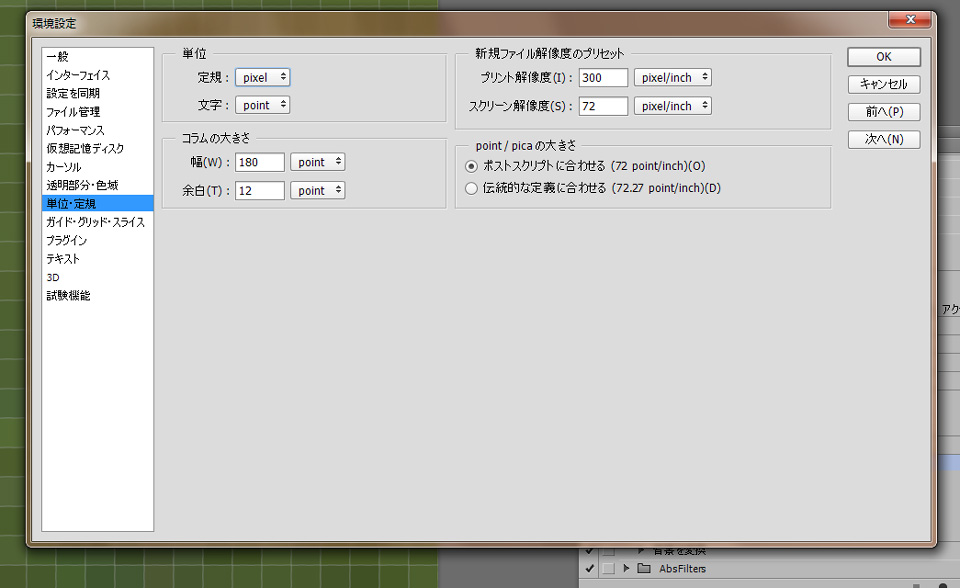 環境設定
一般
インターフェイス
設定を同期
ファイル管理
パフォーマンス
仮想記憶ディスク
カーソル
透明部分・色域
単位・定規
ガイド・グリッド・スライス
プラグイン
テキスト
3D
試験機能
単位
定規: pixel
文字: point
コラムの大きさ
幅(W): 180 point
余白(T): 12 point
新規ファイル解像度のプリセット
プリント解像度(I): 300 pixel/inch
スクリーン解像度(S): 72 pixel/inch
point / pica の大きさ
ポストスクリプトに合わせる (72 point/inch)(O)
伝統的な定義に合わせる (72.27 point/inch)(D)
OK
キャンセル
前へ(P)
次へ(N)
アク
背景を変換
AbsFilters